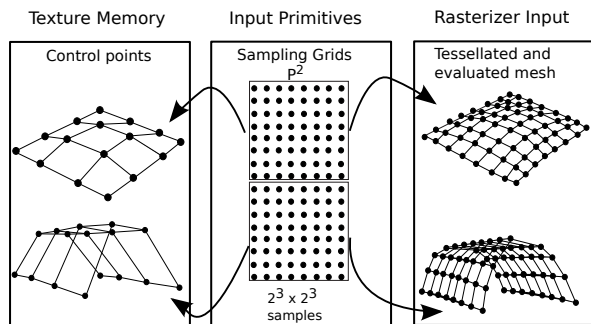 Texture Memory
Input Primitives
Rasterizer Input
Control points
Sampling Grids
P²
Tessellated and
evaluated mesh
2³ x 2³
samples